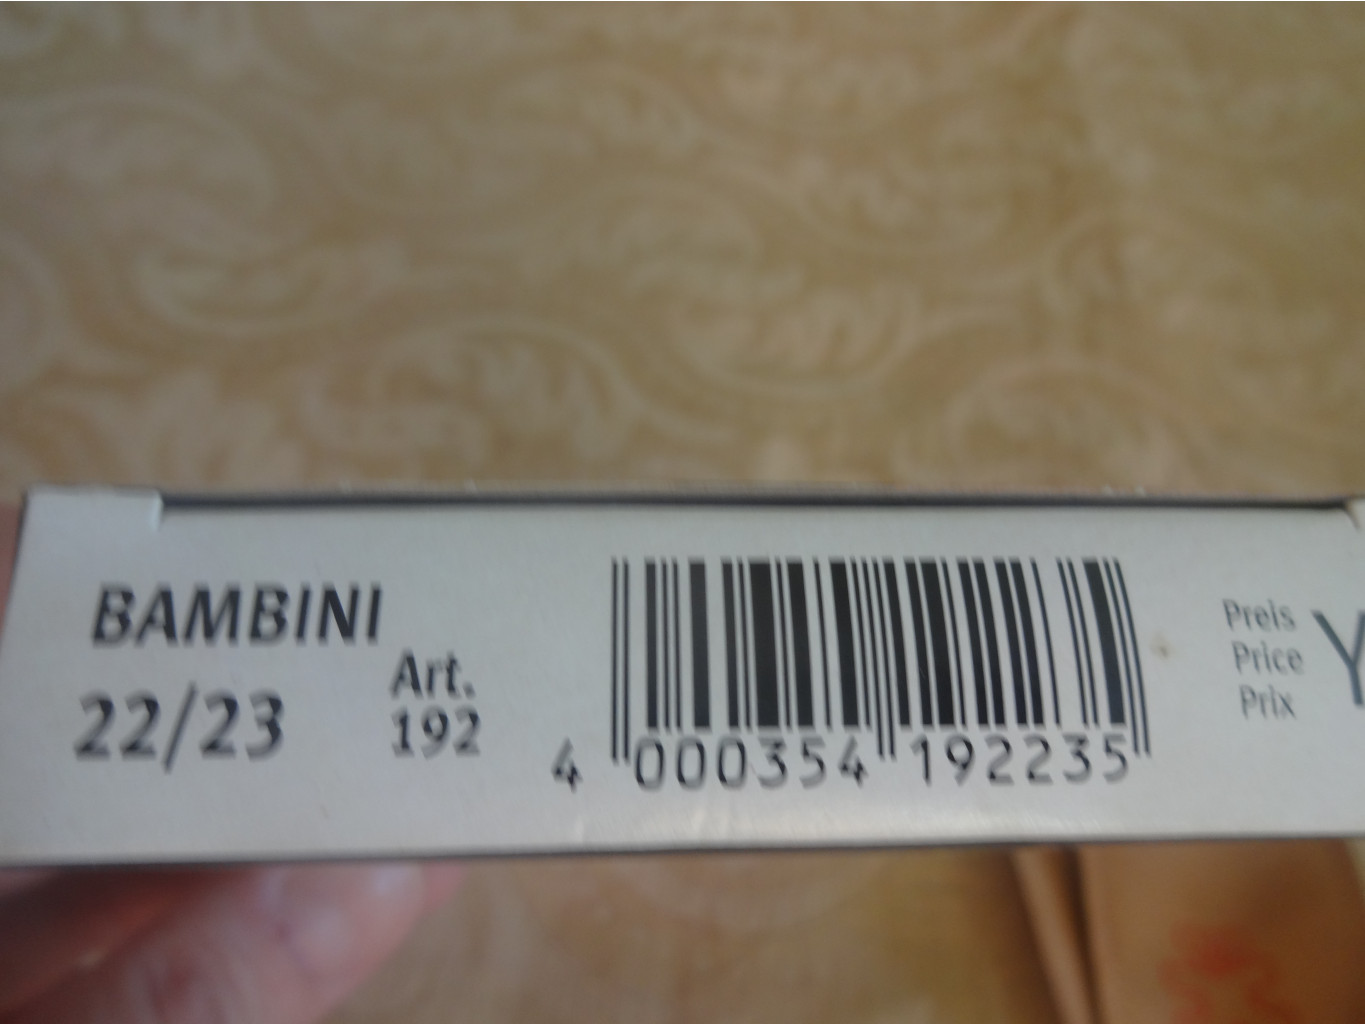 BAMBINI
22/23
Art.
192
4 000354 192235
Preis
Price
Prix
Y